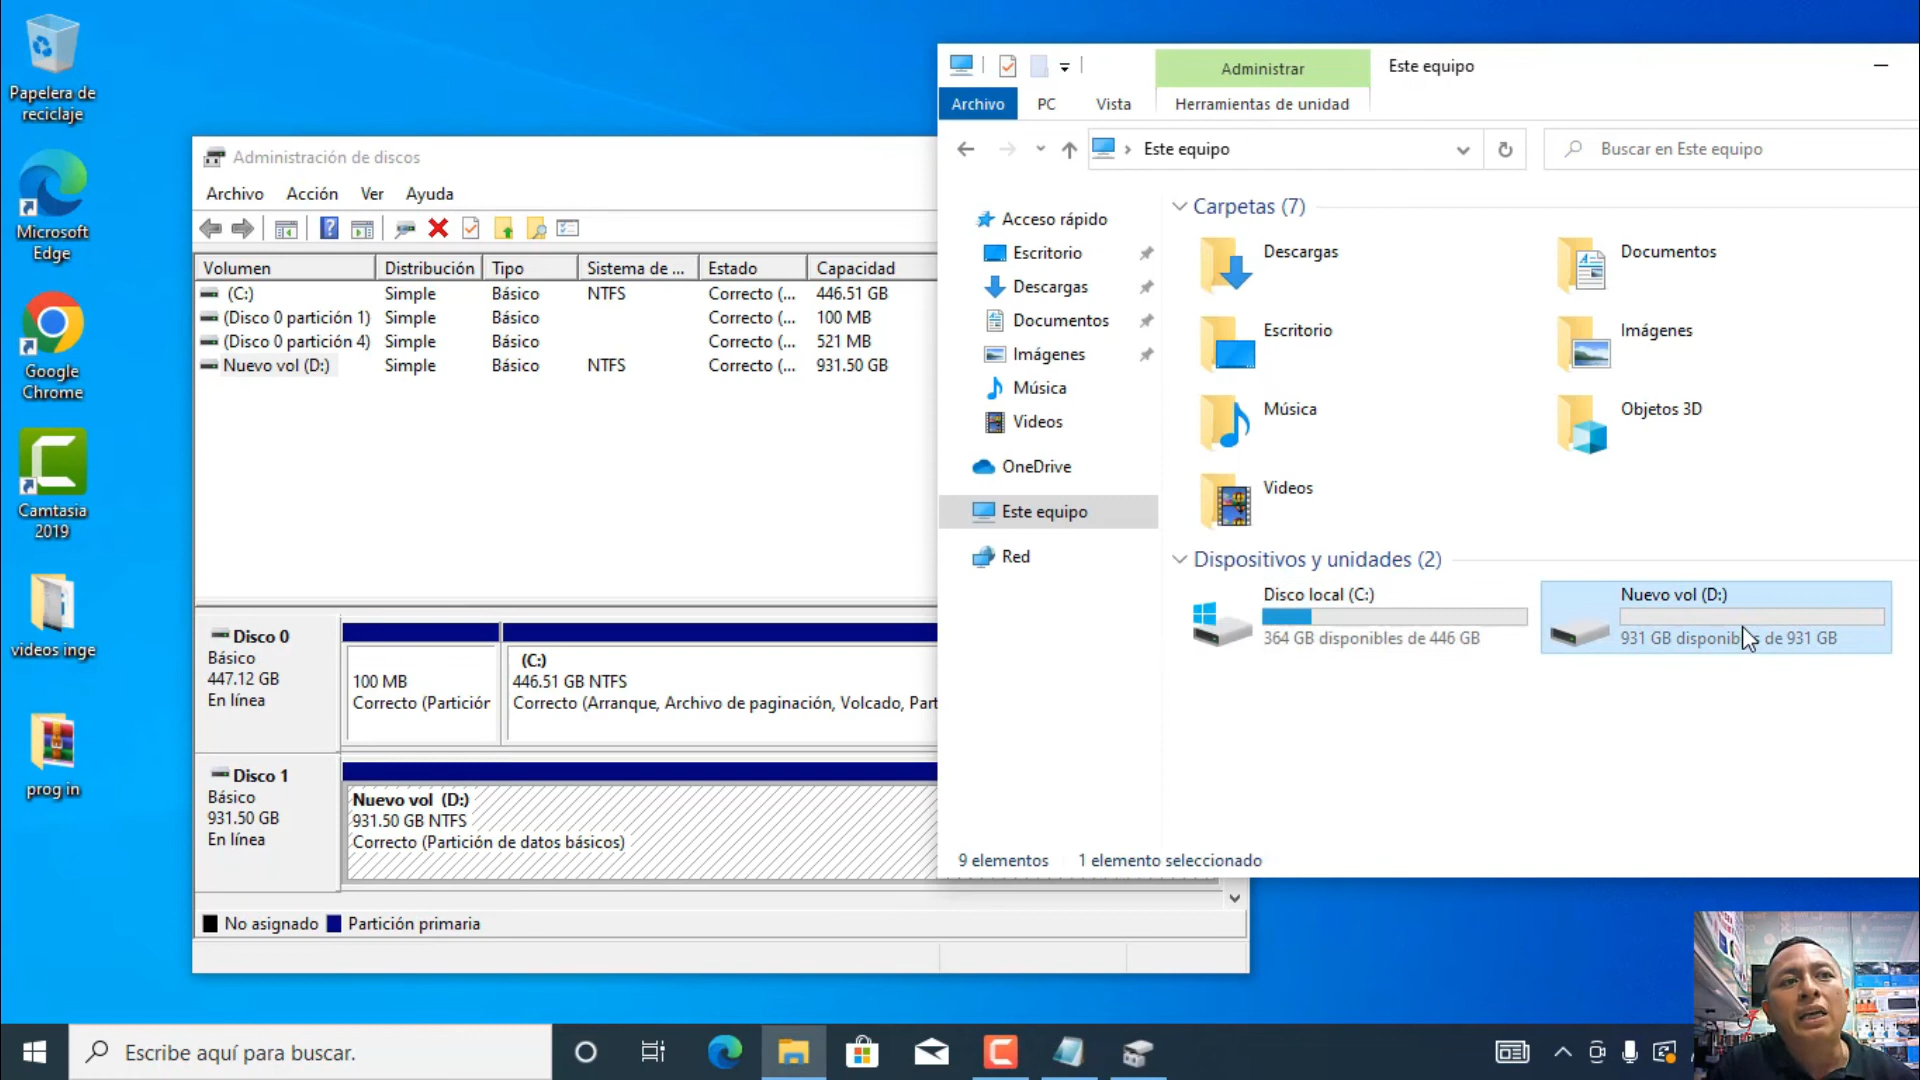 Papelera de
reciclaje
Microsoft
Edge
Google
Chrome
Camtasia
2019
videos inge
prog in
Administración de discos
Archivo Acción Ver Ayuda
Volumen Distribución Tipo Sistema de ... Estado Capacidad
(C:) Simple Básico NTFS Correcto (... 446.51 GB
(Disco 0 partición 1) Simple Básico Correcto (... 100 MB
(Disco 0 partición 4) Simple Básico Correcto (... 521 MB
Nuevo vol (D:) Simple Básico NTFS Correcto (... 931.50 GB
Disco 0
Básico
447.12 GB
En línea
100 MB
Correcto (Partición
(C:)
446.51 GB NTFS
Correcto (Arranque, Archivo de paginación, Volcado, Part
Disco 1
Básico
931.50 GB
En línea
Nuevo vol (D:)
931.50 GB NTFS
Correcto (Partición de datos básicos)
No asignado Partición primaria
Administrar Este equipo
Archivo PC Vista Herramientas de unidad
Este equipo
Buscar en Este equipo
Acceso rápido
Escritorio
Descargas
Documentos
Imágenes
Música
Videos
OneDrive
Este equipo
Red
Carpetas (7)
Descargas
Documentos
Escritorio
Imágenes
Música
Objetos 3D
Videos
Dispositivos y unidades (2)
Disco local (C:)
364 GB disponibles de 446 GB
Nuevo vol (D:)
931 GB disponibles de 931 GB
9 elementos 1 elemento seleccionado
Escribe aquí para buscar.